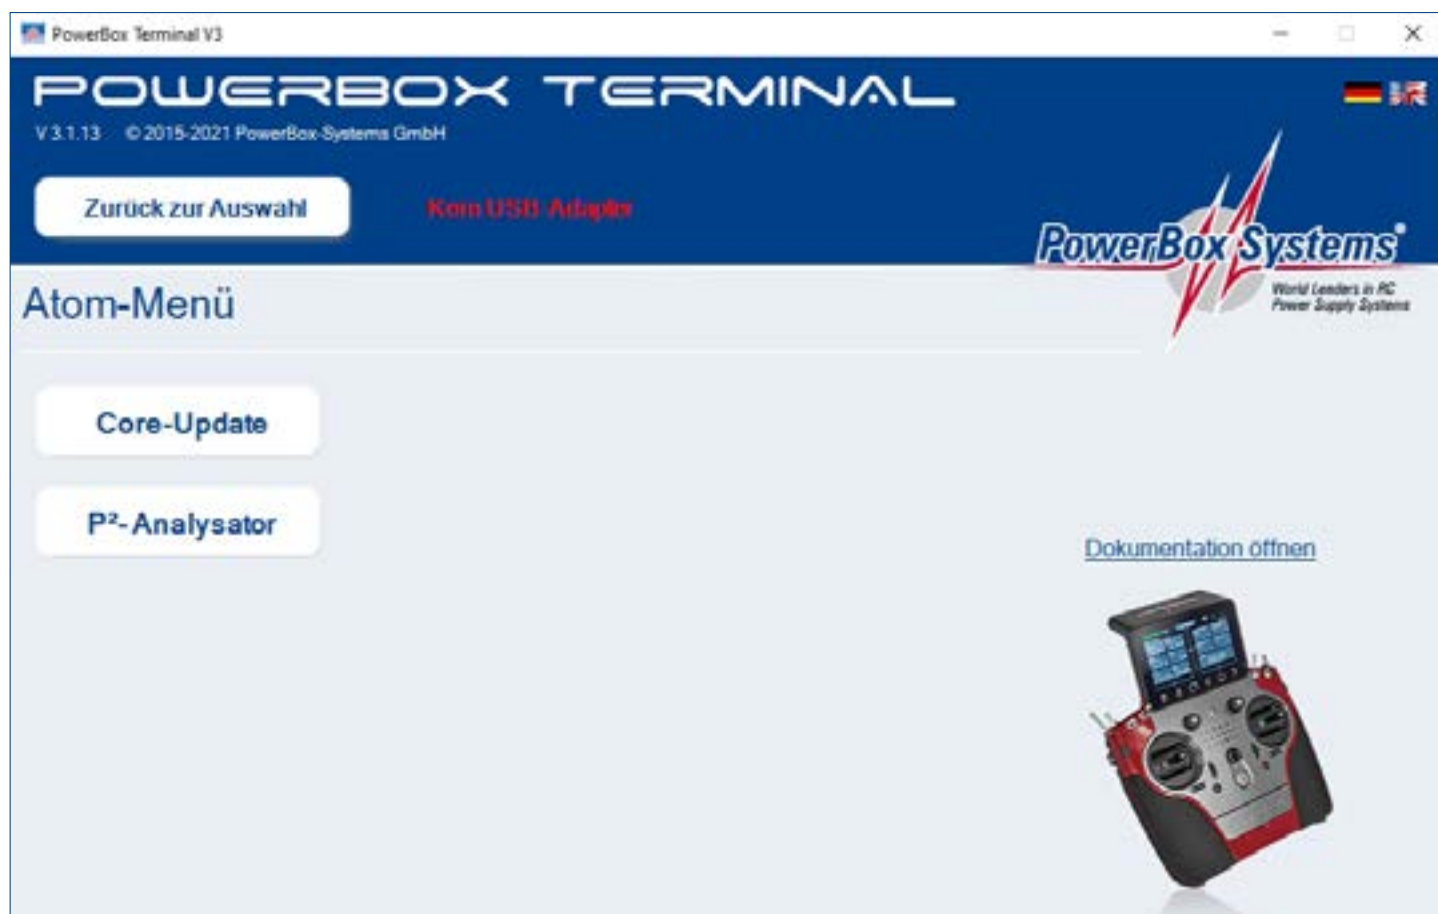 PowerBox Terminal V3
POWERBOX TERMINAL
V 3.1.13 © 2015-2021 PowerBox-Systems GmbH
Zurück zur Auswahl
Kein USB-Adapter
PowerBox Systems®
World Leaders in RC
Power Supply Systems
Atom-Menü
Core-Update
P²-Analysator
Dokumentation öffnen